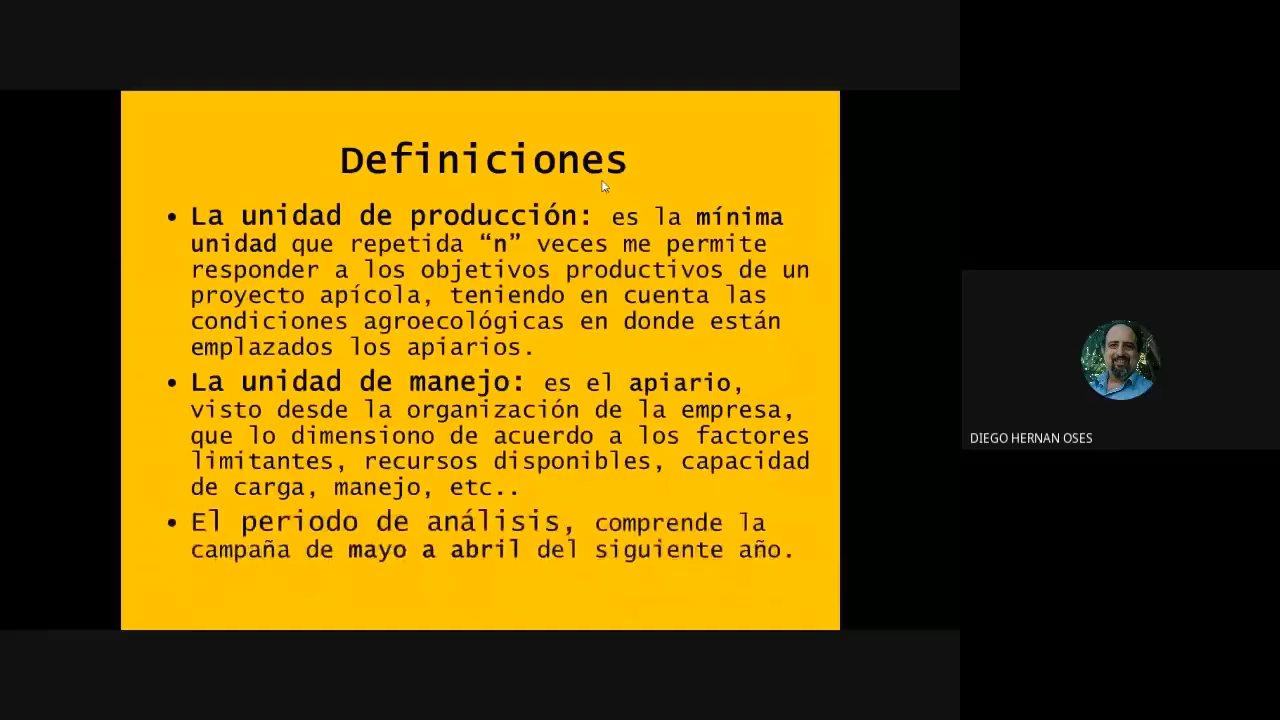 Definiciones
• La unidad de producción: es la mínima
unidad que repetida “n” veces me permite
responder a los objetivos productivos de un
proyecto apícola, teniendo en cuenta las
condiciones agroecológicas en donde están
emplazados los apiarios.
• La unidad de manejo: es el apiario,
visto desde la organización de la empresa,
que lo dimensiono de acuerdo a los factores
limitantes, recursos disponibles, capacidad
de carga, manejo, etc..
• El periodo de análisis, comprende la
campaña de mayo a abril del siguiente año.
DIEGO HERNAN OSES